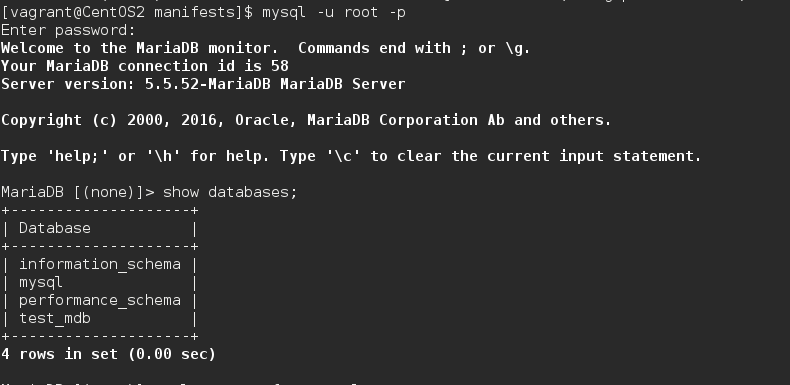 [vagrant@CentOS2 manifests]$ mysql -u root -p
Enter password:
Welcome to the MariaDB monitor.  Commands end with ; or \g.
Your MariaDB connection id is 58
Server version: 5.5.52-MariaDB MariaDB Server
Copyright (c) 2000, 2016, Oracle, MariaDB Corporation Ab and others.
Type 'help;' or '\h' for help. Type '\c' to clear the current input statement.
MariaDB [(none)]> show databases;
+--------------------+
| Database           |
+--------------------+
| information_schema |
| mysql              |
| performance_schema |
| test_mdb           |
+--------------------+
4 rows in set (0.00 sec)